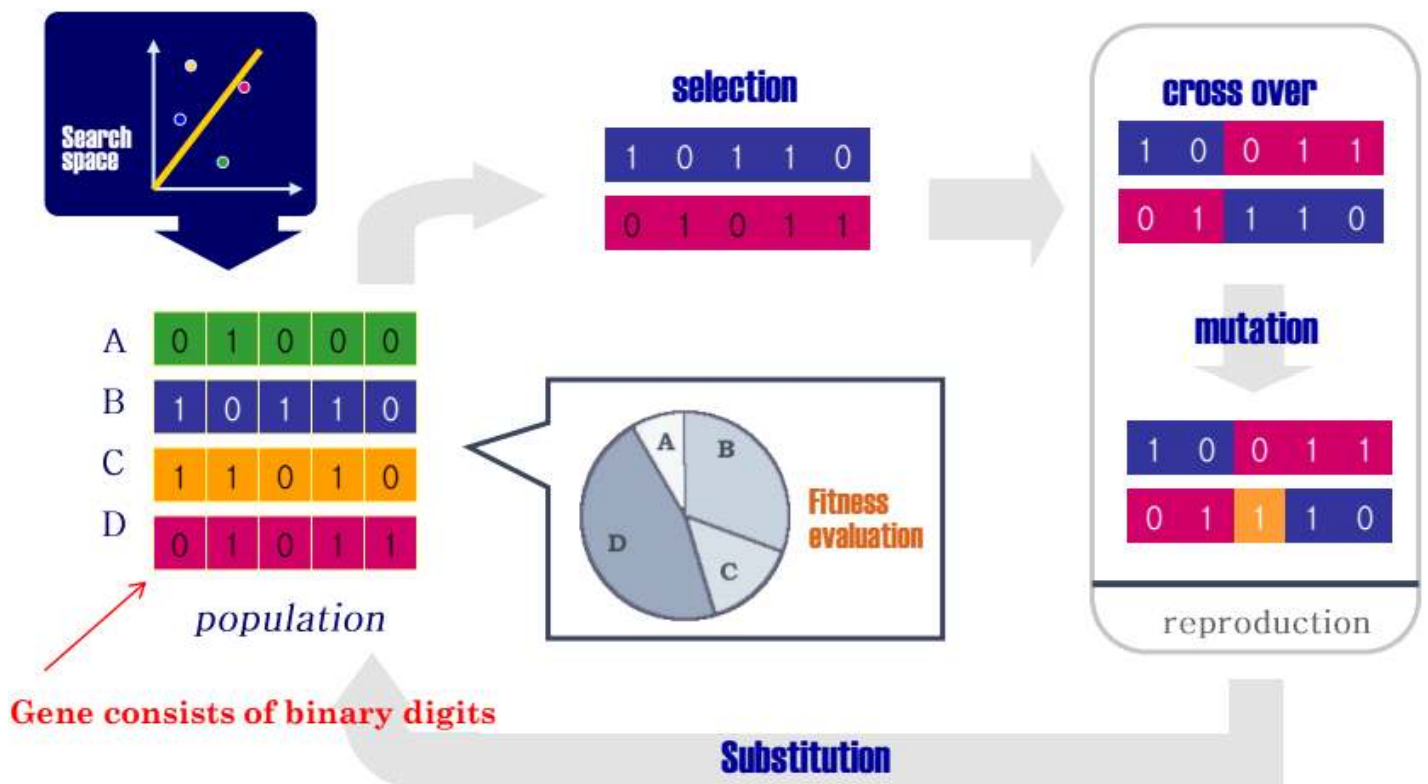 Search
space
selection
1 0 1 1 0
0 1 0 1 1
cross over
1 0 0 1 1
0 1 1 1 0
mutation
1 0 0 1 1
0 1 1 1 0
reproduction
A 0 1 0 0 0
B 1 0 1 1 0
C 1 1 0 1 0
D 0 1 0 1 1
population
A
B
C
D
Fitness
evaluation
Gene consists of binary digits
Substitution